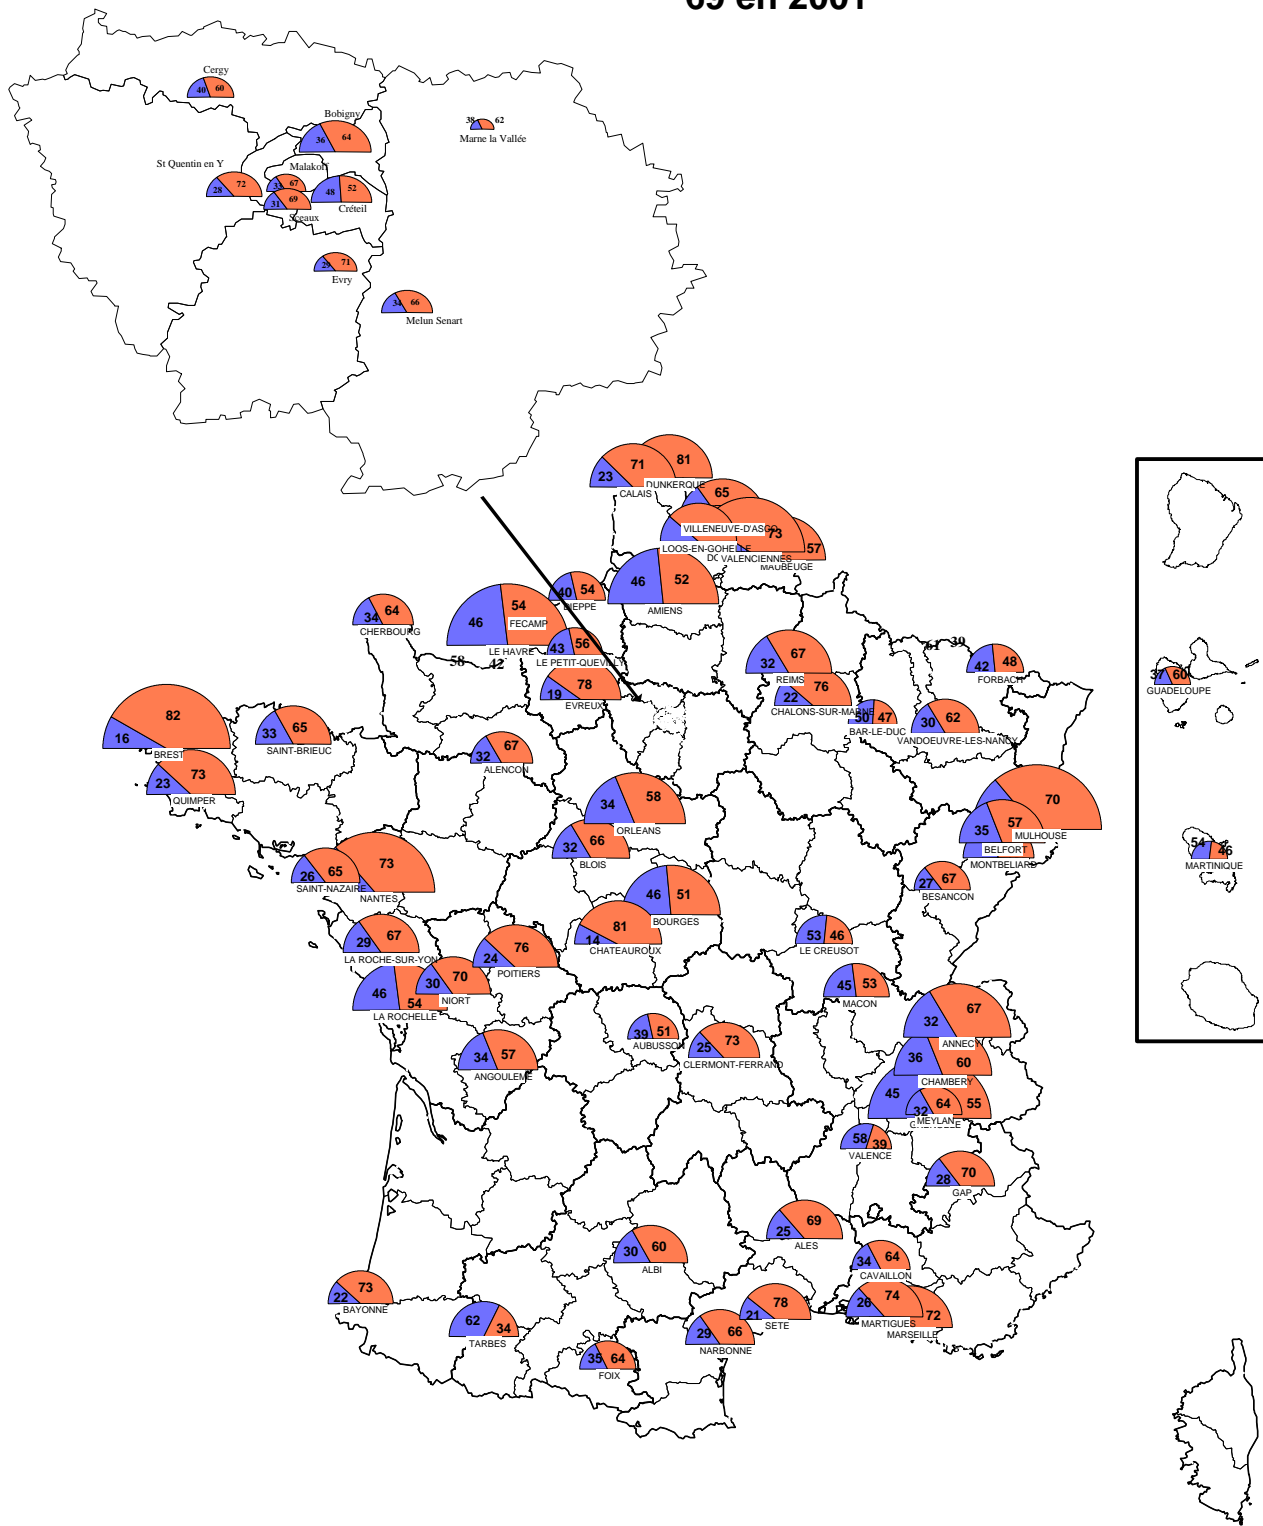 69 en 2001
Cergy
40 60
38 62
Marne la Vallée
Bobigny
36 64
St Quentin en Y
28 72
Malakoff
33 67
48 52
Créteil
31 69
Sceaux
29 71
Evry
34 66
Melun Senart
81
DUNKERQUE
23 71
CALAIS
65
VILLENEUVE-D'ASCQ
73
LOOS-EN-GOHELLE
VALENCIENNES
57
MAUBEUGE
46 52
AMIENS
40 54
DIEPPE
46 54
FECAMP
LE HAVRE
34 64
CHERBOURG
58 42
43 56
LE PETIT-QUEVILLY
19 78
EVREUX
32 67
REIMS
22 76
CHALONS-SUR-MARNE
61 39
42 48
FORBACH
50 47
BAR-LE-DUC
30 62
VANDOEUVRE-LES-NANCY
37 60
GUADELOUPE
16 82
BREST
33 65
SAINT-BRIEUC
23 73
QUIMPER
32 67
ALENCON
34 58
ORLEANS
32 66
BLOIS
70
MULHOUSE
35 57
BELFORT
MONTBELIARD
54 46
MARTINIQUE
27 67
BESANCON
73
NANTES
26 65
SAINT-NAZAIRE
46 51
BOURGES
14 81
CHATEAUROUX
53 46
LE CREUSOT
29 67
LA ROCHE-SUR-YON
24 76
POITIERS
30 70
NIORT
46 54
LA ROCHELLE
45 53
MACON
32 67
ANNECY
39 51
AUBUSSON
25 73
CLERMONT-FERRAND
34 57
ANGOULEME
36 60
CHAMBERY
45 55
32 64
MEYLAN
58 39
VALENCE
28 70
GAP
25 69
ALES
30 60
ALBI
34 64
CAVAILLON
22 73
BAYONNE
26 74
MARTIGUES
72
MARSEILLE
21 78
SETE
62 34
TARBES
29 66
NARBONNE
35 64
FOIX